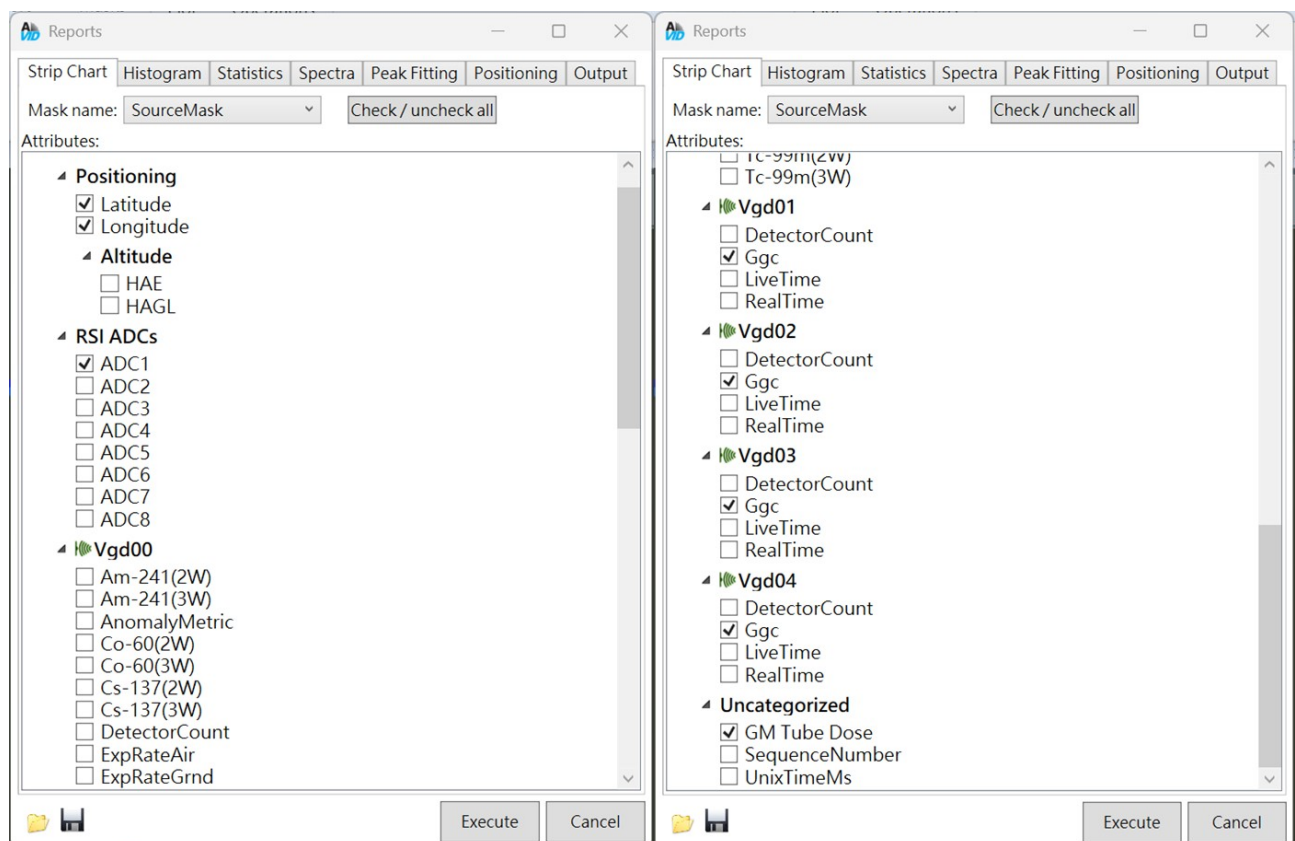 Reports
Strip Chart Histogram Statistics Spectra Peak Fitting Positioning Output
Mask name: SourceMask Check / uncheck all
Attributes:
Positioning
Latitude
Longitude
Altitude
HAE
HAGL
RSI ADCs
ADC1
ADC2
ADC3
ADC4
ADC5
ADC6
ADC7
ADC8
Vgd00
Am-241(2W)
Am-241(3W)
AnomalyMetric
Co-60(2W)
Co-60(3W)
Cs-137(2W)
Cs-137(3W)
DetectorCount
ExpRateAir
ExpRateGrnd
Execute Cancel
Reports
Strip Chart Histogram Statistics Spectra Peak Fitting Positioning Output
Mask name: SourceMask Check / uncheck all
Attributes:
Tc-99m(2W)
Tc-99m(3W)
Vgd01
DetectorCount
Ggc
LiveTime
RealTime
Vgd02
DetectorCount
Ggc
LiveTime
RealTime
Vgd03
DetectorCount
Ggc
LiveTime
RealTime
Vgd04
DetectorCount
Ggc
LiveTime
RealTime
Uncategorized
GM Tube Dose
SequenceNumber
UnixTimeMs
Execute Cancel